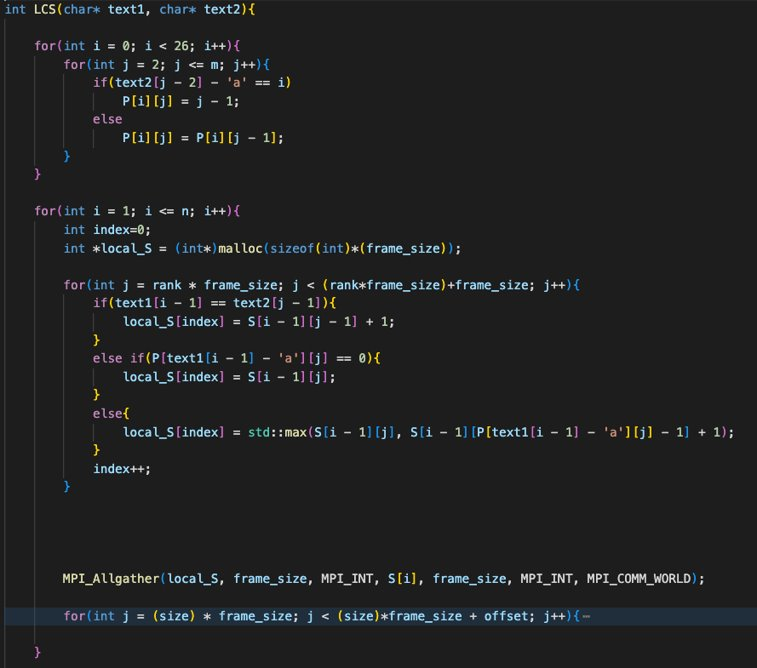 int LCS(char* text1, char* text2){
for(int i = 0; i < 26; i++){
for(int j = 2; j <= m; j++){
if(text2[j - 2] - 'a' == i)
P[i][j] = j - 1;
else
P[i][j] = P[i][j - 1];
}
}
for(int i = 1; i <= n; i++){
int index=0;
int *local_S = (int*)malloc(sizeof(int)*(frame_size));
for(int j = rank * frame_size; j < (rank*frame_size)+frame_size; j++){
if(text1[i - 1] == text2[j - 1]){
local_S[index] = S[i - 1][j - 1] + 1;
}
else if(P[text1[i - 1] - 'a'][j] == 0){
local_S[index] = S[i - 1][j];
}
else{
local_S[index] = std::max(S[i - 1][j], S[i - 1][P[text1[i - 1] - 'a'][j] - 1] + 1);
}
index++;
}
MPI_Allgather(local_S, frame_size, MPI_INT, S[i], frame_size, MPI_INT, MPI_COMM_WORLD);
for(int j = (size) * frame_size; j < (size)*frame_size + offset; j++){⋯
}